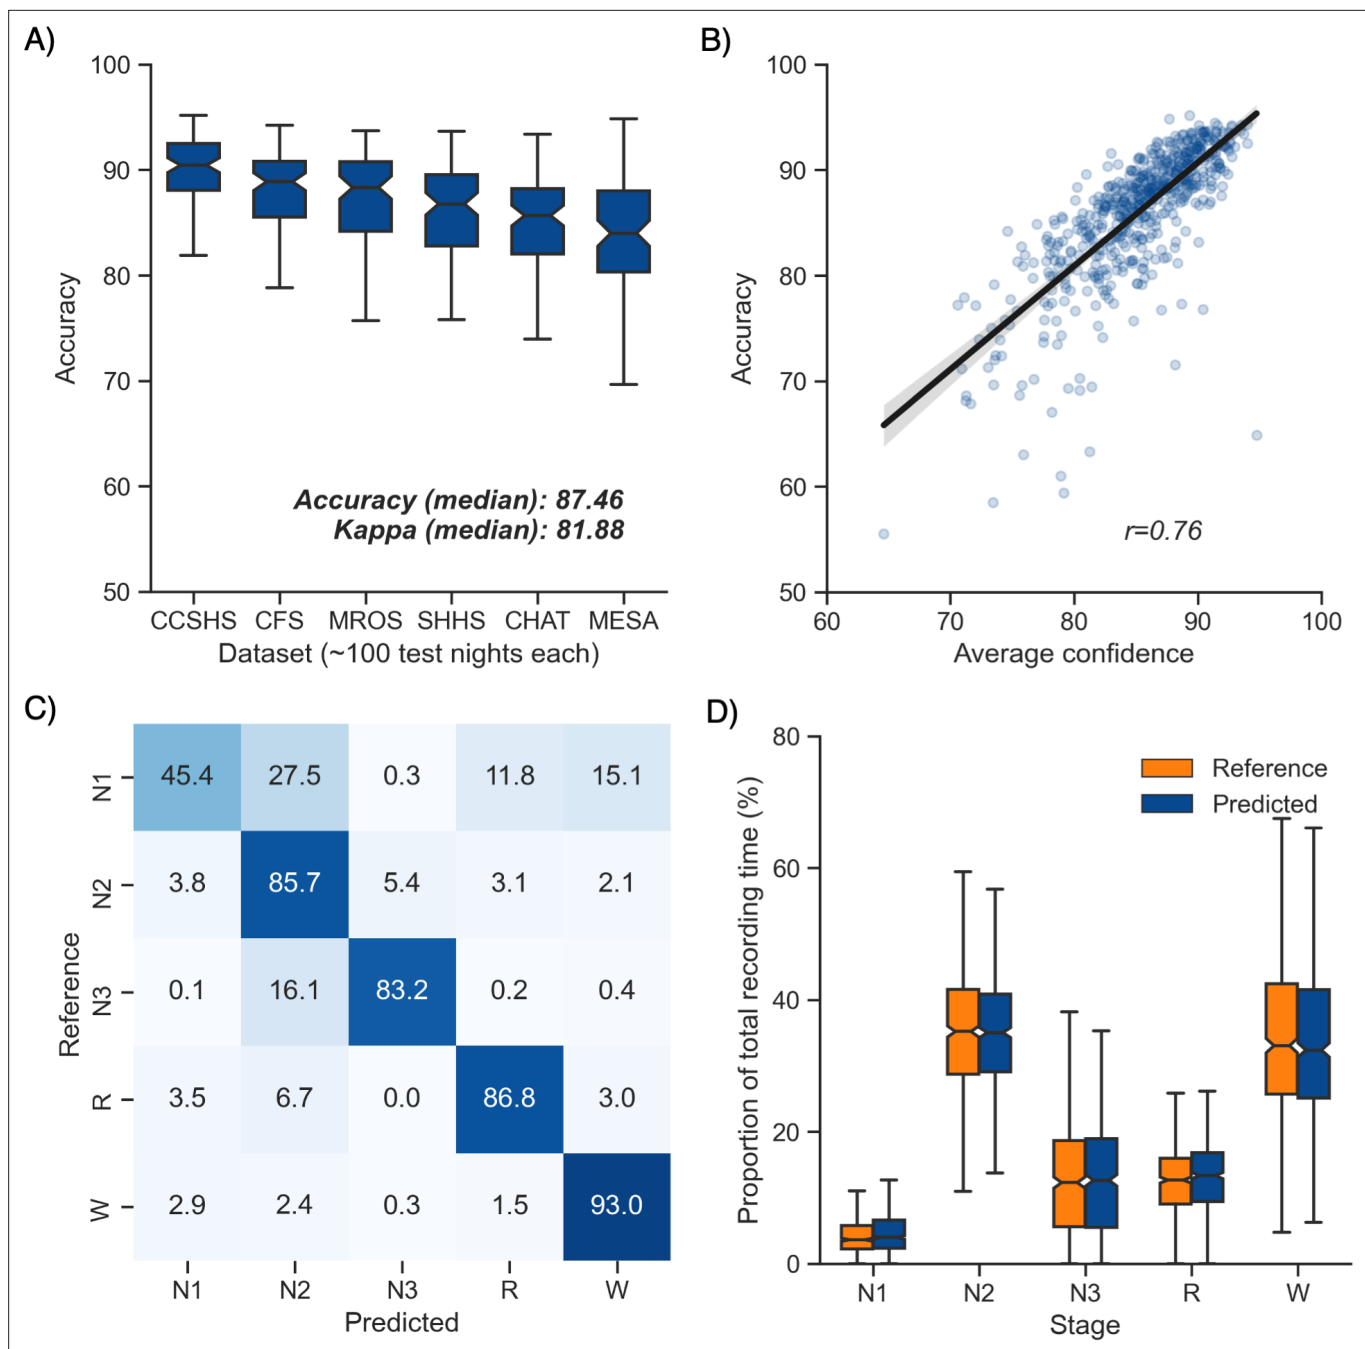 A)
100
90
80
70
60
50
Accuracy
Accuracy (median): 87.46
Kappa (median): 81.88
CCSHS CFS MROS SHHS CHAT MESA
Dataset (~100 test nights each)
B)
100
90
80
70
60
50
Accuracy
r=0.76
60 70 80 90 100
Average confidence
C)
Reference
N1 45.4 27.5 0.3 11.8 15.1
N2 3.8 85.7 5.4 3.1 2.1
N3 0.1 16.1 83.2 0.2 0.4
R 3.5 6.7 0.0 86.8 3.0
W 2.9 2.4 0.3 1.5 93.0
N1 N2 N3 R W
Predicted
D)
80
60
40
20
0
Proportion of total recording time (%)
Reference
Predicted
N1 N2 N3 R W
Stage